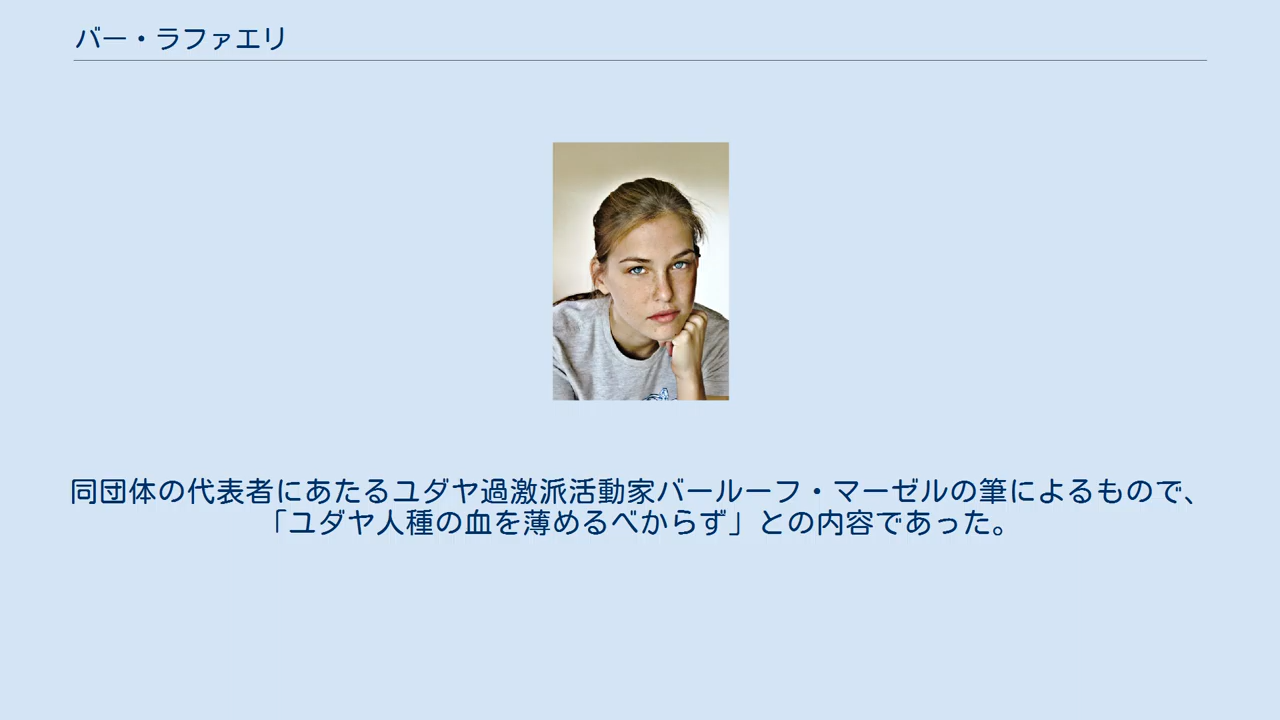 バー・ラファエリ
同団体の代表者にあたるユダヤ過激派活動家バールーフ・マーゼルの筆によるもので、
「ユダヤ人種の血を薄めるべからず」との内容であった。